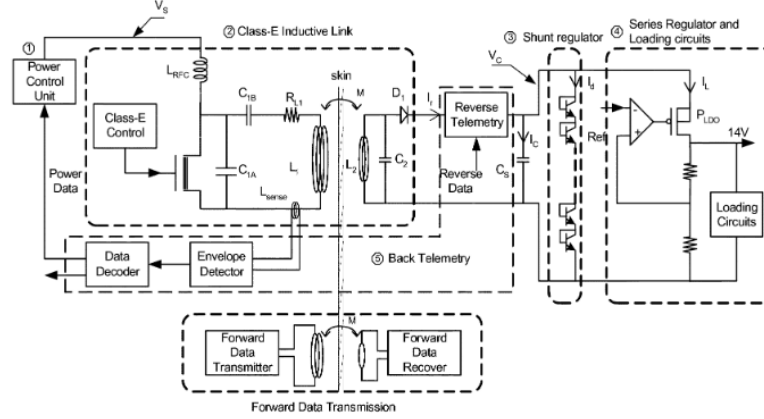 V_S
② Class-E Inductive Link
③ Shunt regulator
④ Series Regulator and
Loading circuits
①
Power
Control
Unit
L_RFC
skin
M
V_C
Class-E
Control
C_1B
R_L1
D_1
I_r
Reverse
Telemetry
I_d
I_L
P_LDO
14V
Ref
-
+
C_1A
L_1
L_2
C_2
I_C
C_S
Reverse
Data
Power
Data
L_sense
Loading
Circuits
Data
Decoder
Envelope
Detector
⑤ Back Telemetry
M
Forward
Data
Transmitter
Forward
Data
Recover
Forward Data Transmission